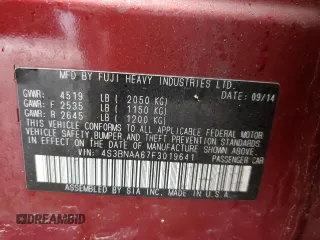 MFD. BY FUJI HEAVY INDUSTRIES LTD.
GVWR: 4519 LB ( 2050 KG) DATE: 09/14
GAWR: F 2535 LB ( 1150 KG)
GAWR: R 2645 LB ( 1200 KG)
THIS VEHICLE CONFORMS TO ALL APPLICABLE FEDERAL MOTOR
VEHICLE SAFETY, BUMPER, AND THEFT PREVENTION STANDARDS
IN EFFECT ON THE DATE OF MANUFACTURE SHOWN ABOVE.
VIN: 4S3BNAA67F3019641 PASSENGER CAR
MADE BY SIA INC. IN U.S.A.
DREAMBID